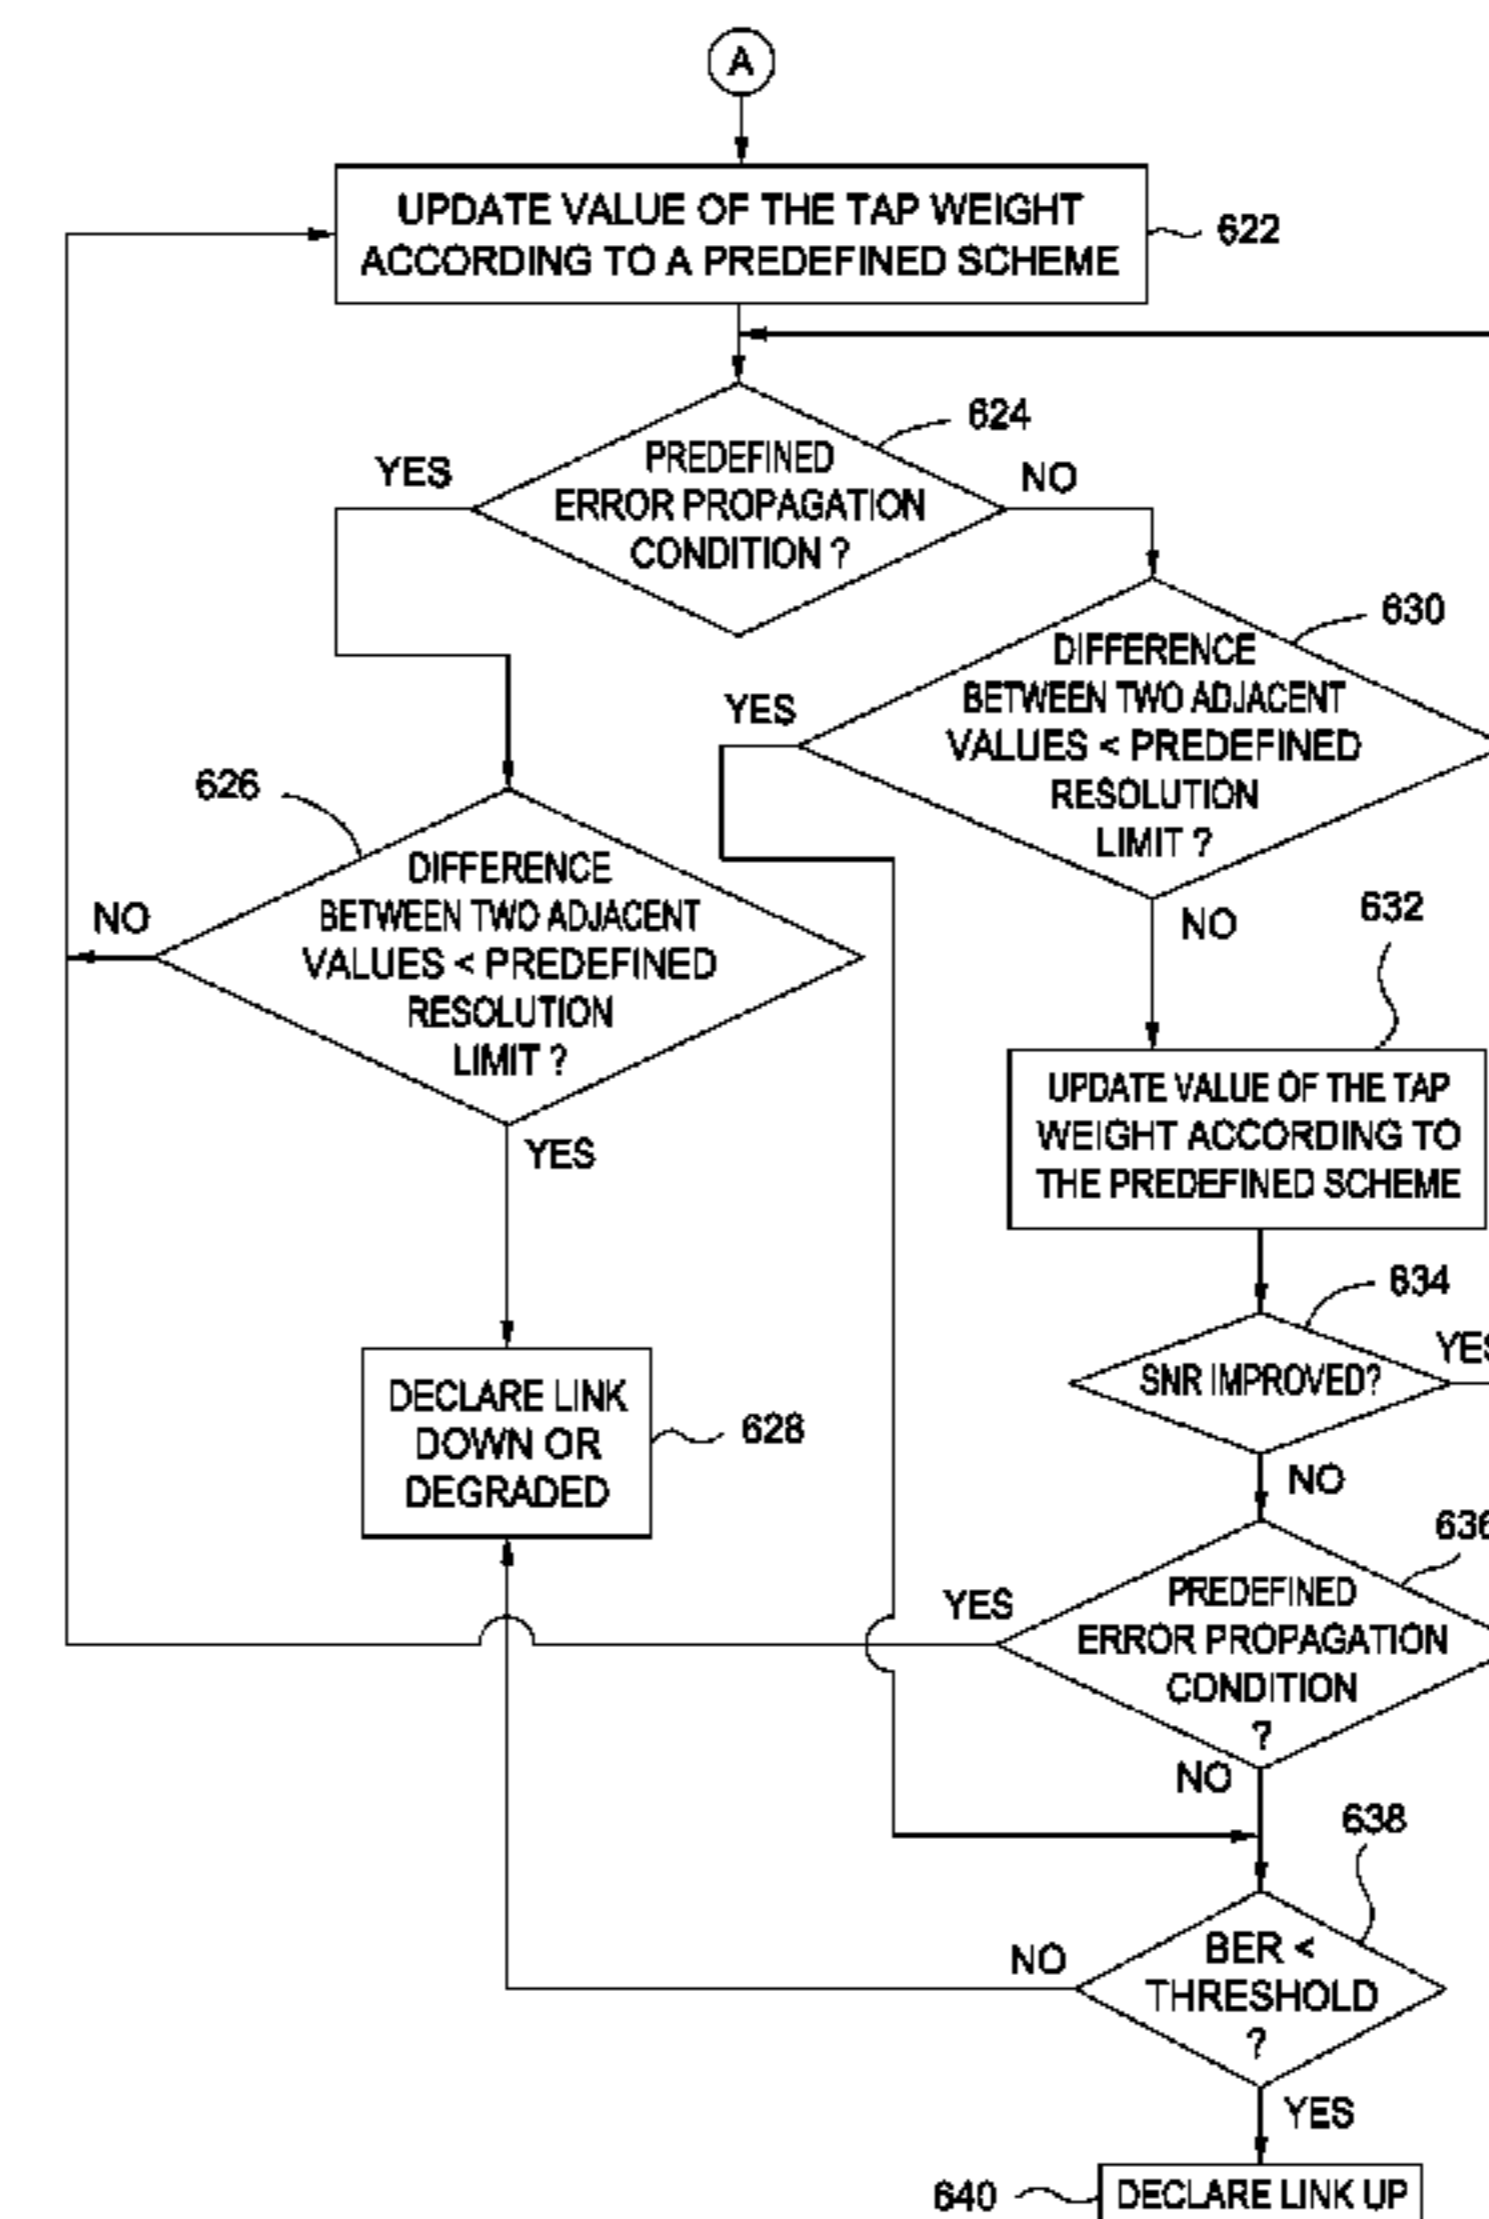 A
UPDATE VALUE OF THE TAP WEIGHT
ACCORDING TO A PREDEFINED SCHEME
622
624
PREDEFINED
ERROR PROPAGATION
CONDITION ?
YES
NO
630
DIFFERENCE
BETWEEN TWO ADJACENT
VALUES < PREDEFINED
RESOLUTION
LIMIT ?
YES
NO
626
DIFFERENCE
BETWEEN TWO ADJACENT
VALUES < PREDEFINED
RESOLUTION
LIMIT ?
NO
YES
632
UPDATE VALUE OF THE TAP
WEIGHT ACCORDING TO
THE PREDEFINED SCHEME
634
SNR IMPROVED?
YES
NO
DECLARE LINK
DOWN OR
DEGRADED
628
636
PREDEFINED
ERROR PROPAGATION
CONDITION
?
YES
NO
638
BER <
THRESHOLD
?
NO
YES
640
DECLARE LINK UP